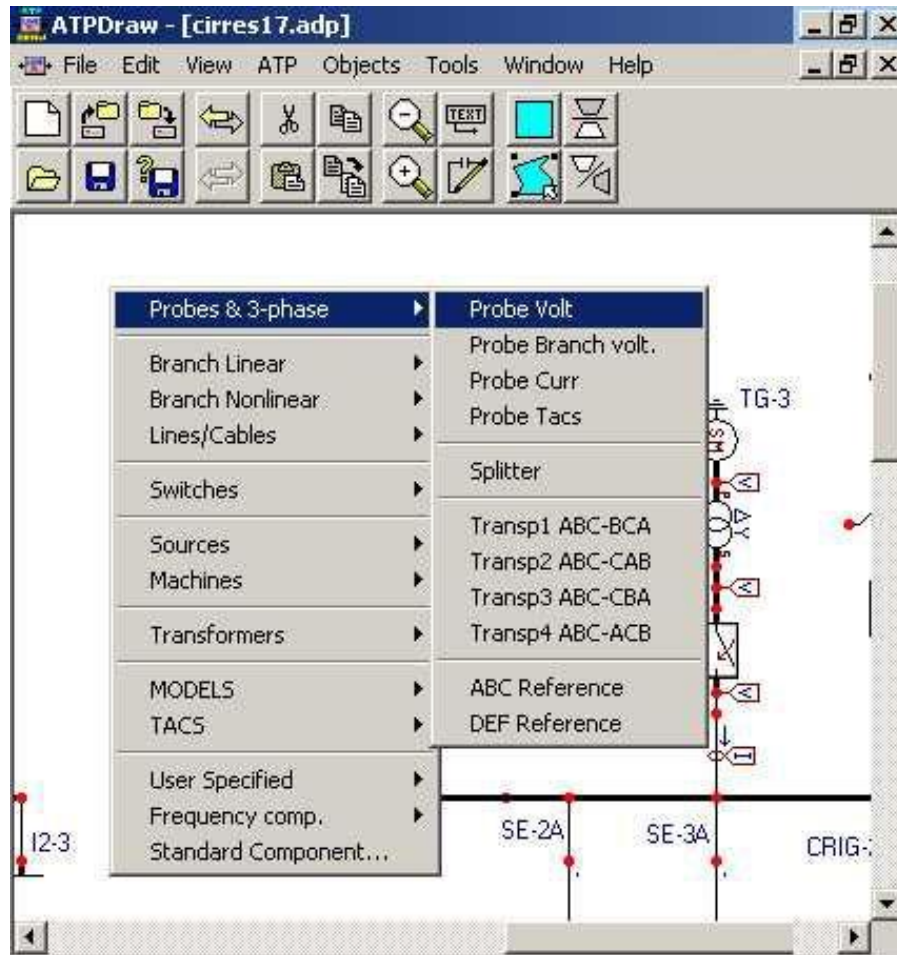 ATPDraw - [cirres17.adp]
File Edit View ATP Objects Tools Window Help
TEXT
Probes & 3-phase
Branch Linear
Branch Nonlinear
Lines/Cables
Switches
Sources
Machines
Transformers
MODELS
TACS
User Specified
Frequency comp.
Standard Component...
Probe Volt
Probe Branch volt.
Probe Curr
Probe Tacs
Splitter
Transp1 ABC-BCA
Transp2 ABC-CAB
Transp3 ABC-CBA
Transp4 ABC-ACB
ABC Reference
DEF Reference
TG-3
SM
V
P
Y
S
V
V
I
I2-3
SE-2A
SE-3A
CRIG-